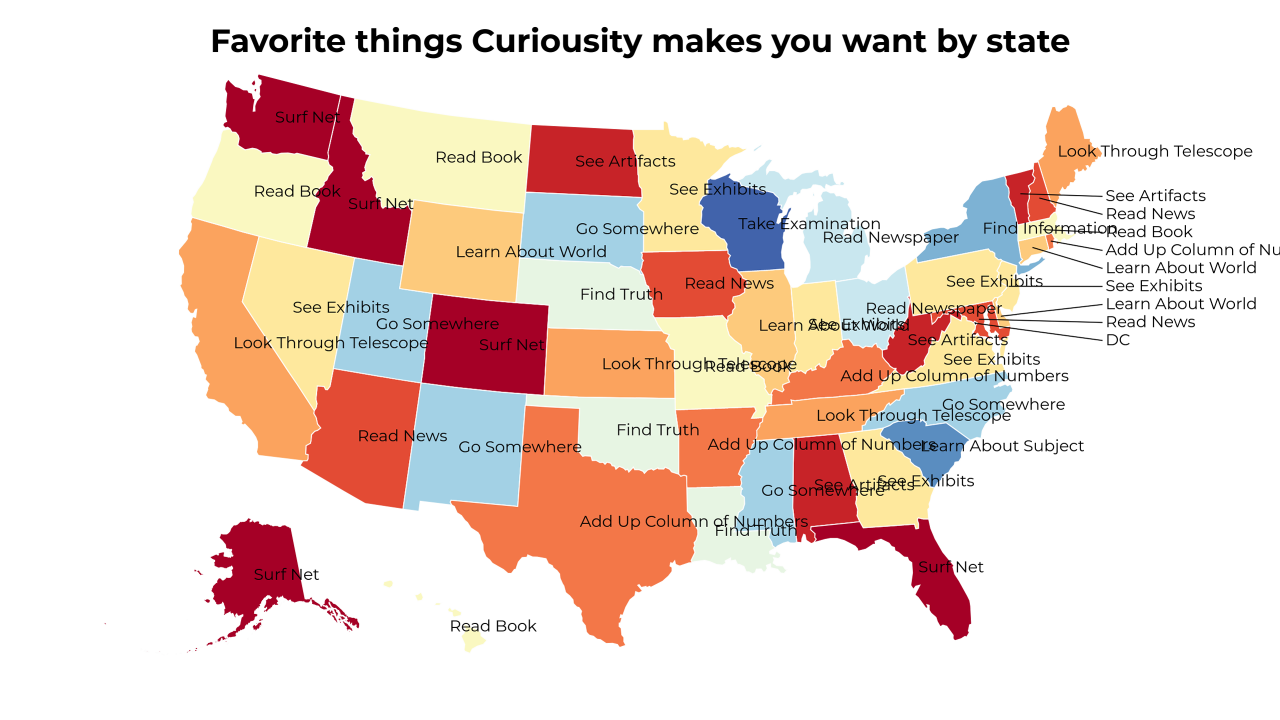 Favorite things Curiousity makes you want by state
Surf Net
Look Through Telescope
Read Book
See Artifacts
See Exhibits
Read Book
Surf Net
See Artifacts
Read News
Take Examination
Go Somewhere
Find Information
Read Book
Read Newspaper
Learn About World
Add Up Column of Nu
Learn About World
Read News
See Exhibits
See Exhibits
Find Truth
See Exhibits
Learn About World
Read Newspaper
Go Somewhere
Learn About World
See Exhibits
Read News
Look Through Telescope
Surf Net
See Artifacts
DC
See Exhibits
Look Through Telescope
Read Book
Add Up Column of Numbers
Go Somewhere
Look Through Telescope
Find Truth
Read News
Go Somewhere
Add Up Column of Numbers
Learn About Subject
See Exhibits
See Artifacts
Go Somewhere
Add Up Column of Numbers
Find Truth
Surf Net
Surf Net
Read Book